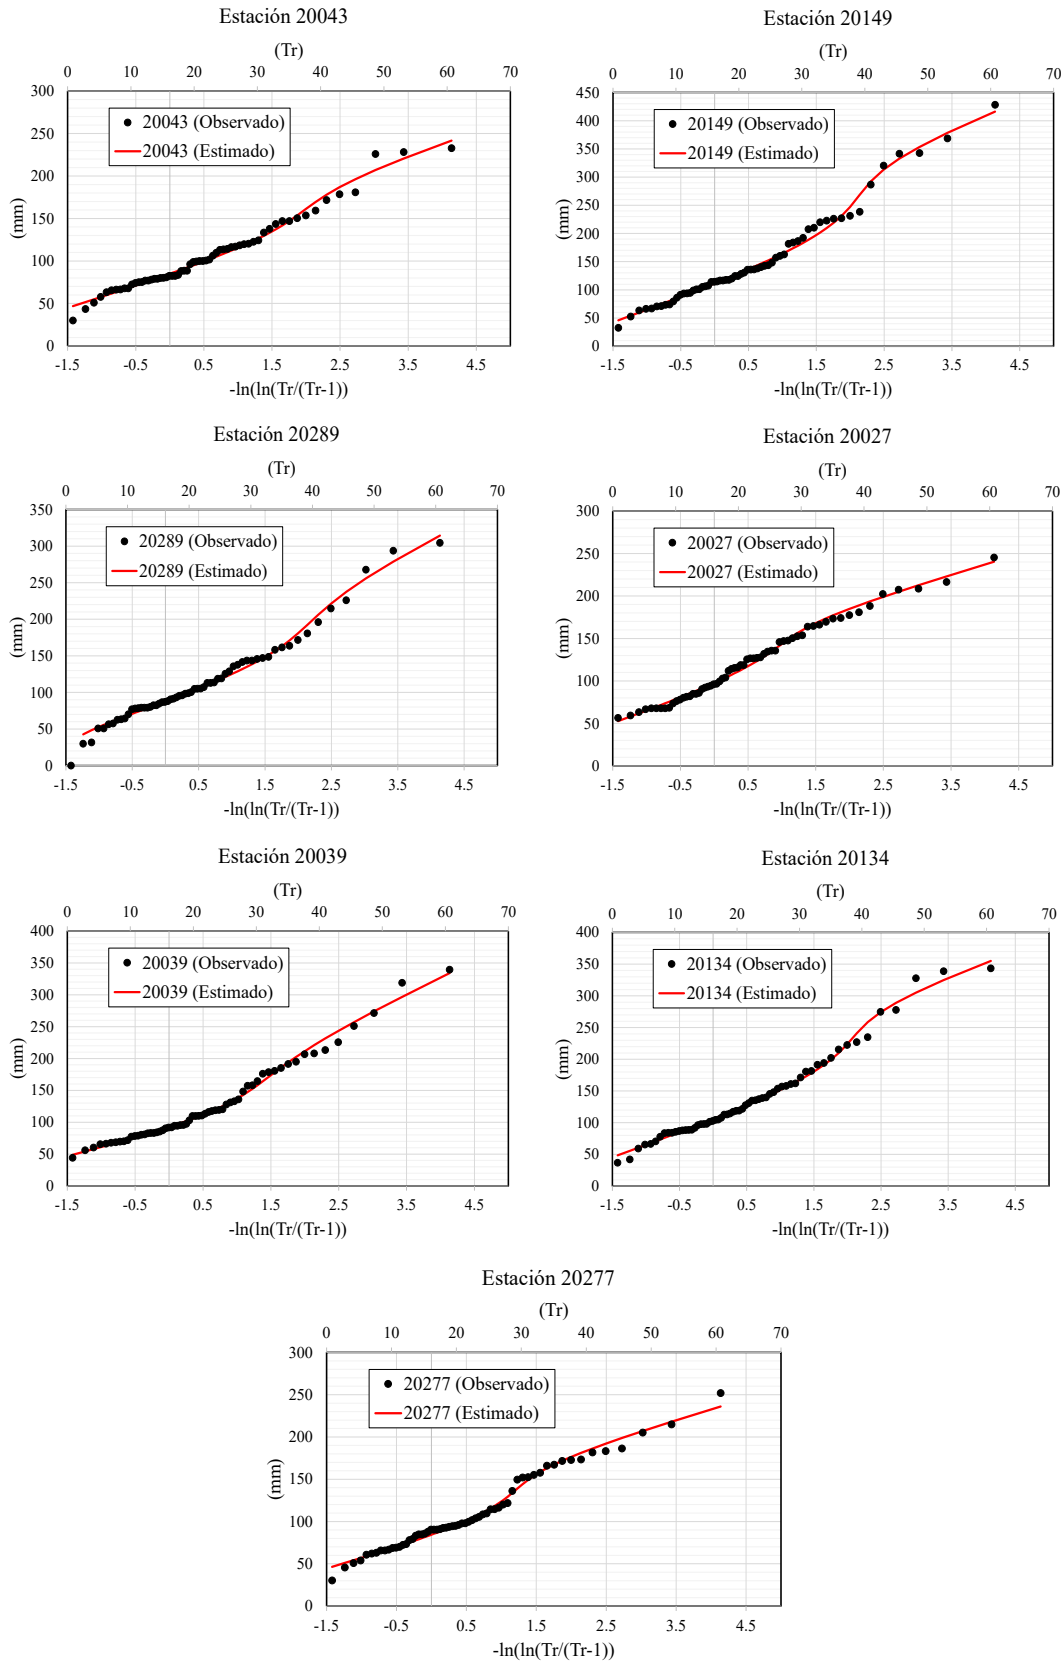 Estación 20043
(Tr)
0 10 20 30 40 50 60 70
300
250
200
150
100
50
0
(mm)
20043 (Observado)
20043 (Estimado)
-1.5 -0.5 0.5 1.5 2.5 3.5 4.5
-ln(ln(Tr/(Tr-1))
Estación 20149
(Tr)
0 10 20 30 40 50 60 70
450
400
350
300
250
200
150
100
50
0
(mm)
20149 (Observado)
20149 (Estimado)
-1.5 -0.5 0.5 1.5 2.5 3.5 4.5
-ln(ln(Tr/(Tr-1))
Estación 20289
(Tr)
0 10 20 30 40 50 60 70
350
300
250
200
150
100
50
0
(mm)
20289 (Observado)
20289 (Estimado)
-1.5 -0.5 0.5 1.5 2.5 3.5 4.5
-ln(ln(Tr/(Tr-1))
Estación 20027
(Tr)
0 10 20 30 40 50 60 70
300
250
200
150
100
50
0
(mm)
20027 (Observado)
20027 (Estimado)
-1.5 -0.5 0.5 1.5 2.5 3.5 4.5
-ln(ln(Tr/(Tr-1))
Estación 20039
(Tr)
0 10 20 30 40 50 60 70
400
350
300
250
200
150
100
50
0
(mm)
20039 (Observado)
20039 (Estimado)
-1.5 -0.5 0.5 1.5 2.5 3.5 4.5
-ln(ln(Tr/(Tr-1))
Estación 20134
(Tr)
0 10 20 30 40 50 60 70
400
350
300
250
200
150
100
50
0
(mm)
20134 (Observado)
20134 (Estimado)
-1.5 -0.5 0.5 1.5 2.5 3.5 4.5
-ln(ln(Tr/(Tr-1))
Estación 20277
(Tr)
0 10 20 30 40 50 60 70
300
250
200
150
100
50
0
(mm)
20277 (Observado)
20277 (Estimado)
-1.5 -0.5 0.5 1.5 2.5 3.5 4.5
-ln(ln(Tr/(Tr-1))